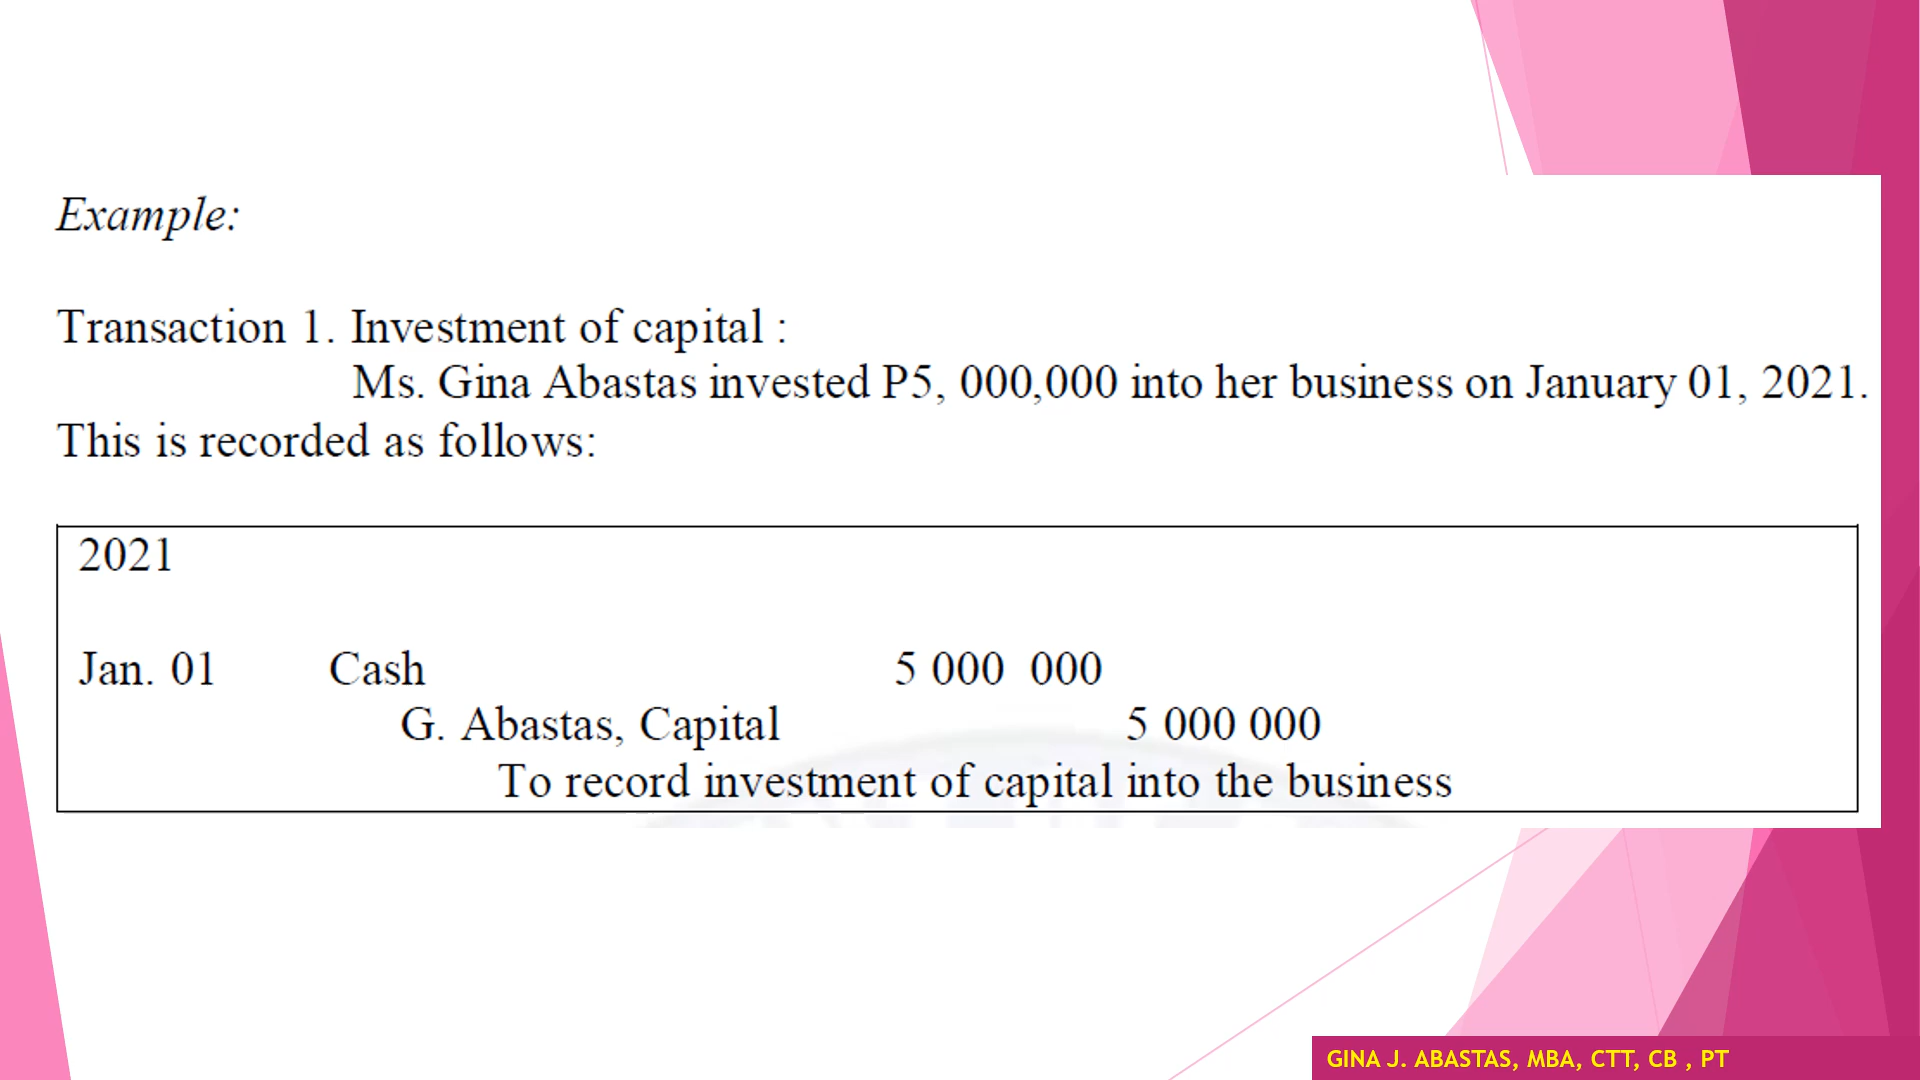 Example:
Transaction 1. Investment of capital :
Ms. Gina Abastas invested P5, 000,000 into her business on January 01, 2021.
This is recorded as follows:
2021
Jan. 01 Cash 5 000 000
G. Abastas, Capital 5 000 000
To record investment of capital into the business
GINA J. ABASTAS, MBA, CTT, CB , PT